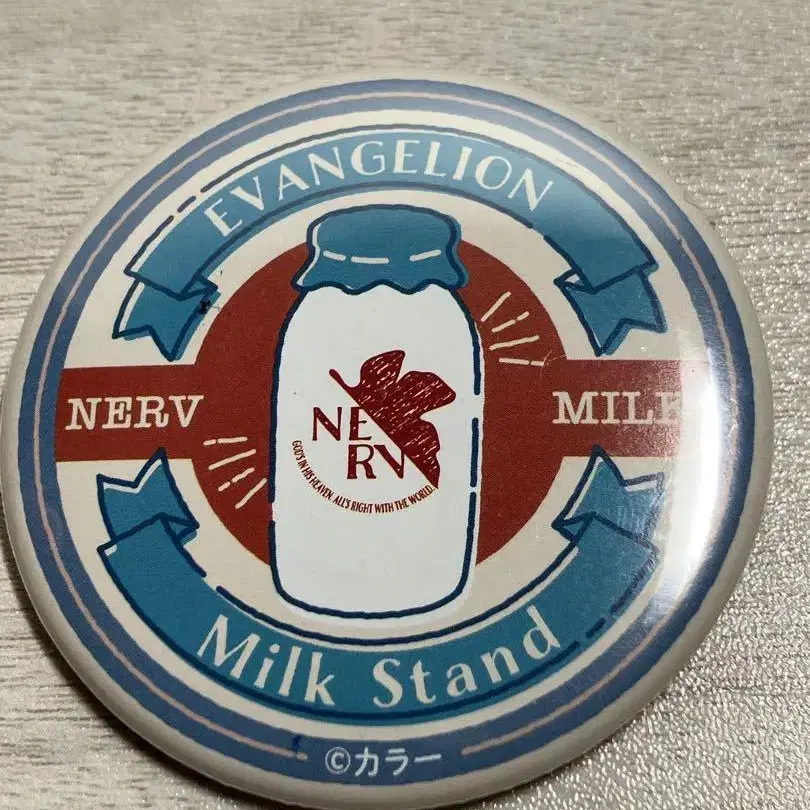 EVANGELION
NERV
MILK
NERV
GOD'S IN HIS HEAVEN. ALL'S RIGHT WITH THE WORLD.
Milk Stand
©カラー